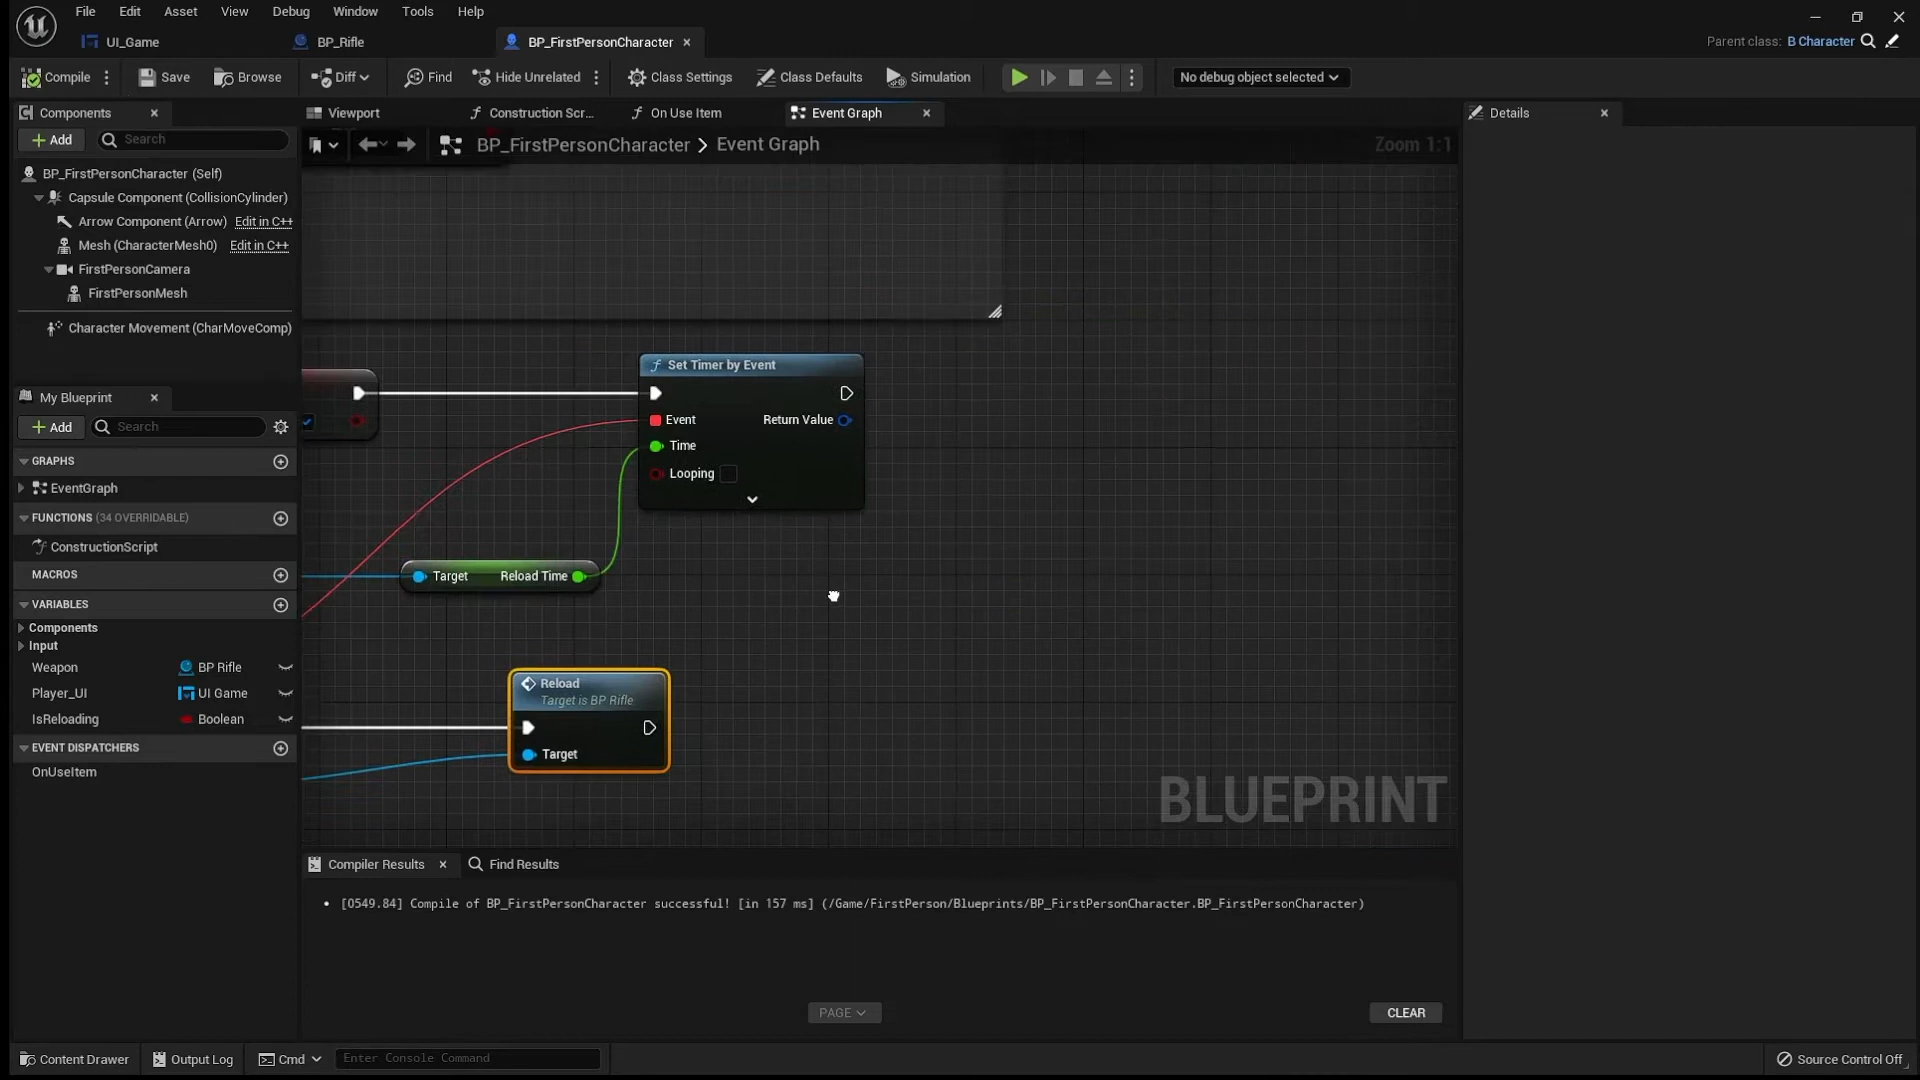 File Edit Asset View Debug Window Tools Help
UI_Game BP_Rifle BP_FirstPersonCharacter Parent class: B Character
Compile Save Browse Diff Find Hide Unrelated Class Settings Class Defaults Simulation No debug object selected
Components Viewport Construction Scr... On Use Item Event Graph Details
Add Search BP_FirstPersonCharacter Event Graph Zoom 1:1
BP_FirstPersonCharacter (Self)
Capsule Component (CollisionCylinder)
Arrow Component (Arrow) Edit in C++
Mesh (CharacterMesh0) Edit in C++
FirstPersonCamera
FirstPersonMesh
Character Movement (CharMoveComp)
My Blueprint
Add Search
GRAPHS
EventGraph
FUNCTIONS (34 OVERRIDABLE)
ConstructionScript
MACROS
VARIABLES
Components
Input
Weapon BP Rifle
Player_UI UI Game
IsReloading Boolean
EVENT DISPATCHERS
OnUseItem
Set Timer by Event
Event Return Value
Time
Looping
Target Reload Time
Reload
Target is BP Rifle
Target
BLUEPRINT
Compiler Results Find Results
[0549.84] Compile of BP_FirstPersonCharacter successful! [in 157 ms] (/Game/FirstPerson/Blueprints/BP_FirstPersonCharacter.BP_FirstPersonCharacter)
PAGE CLEAR
Content Drawer Output Log Cmd Enter Console Command Source Control Off